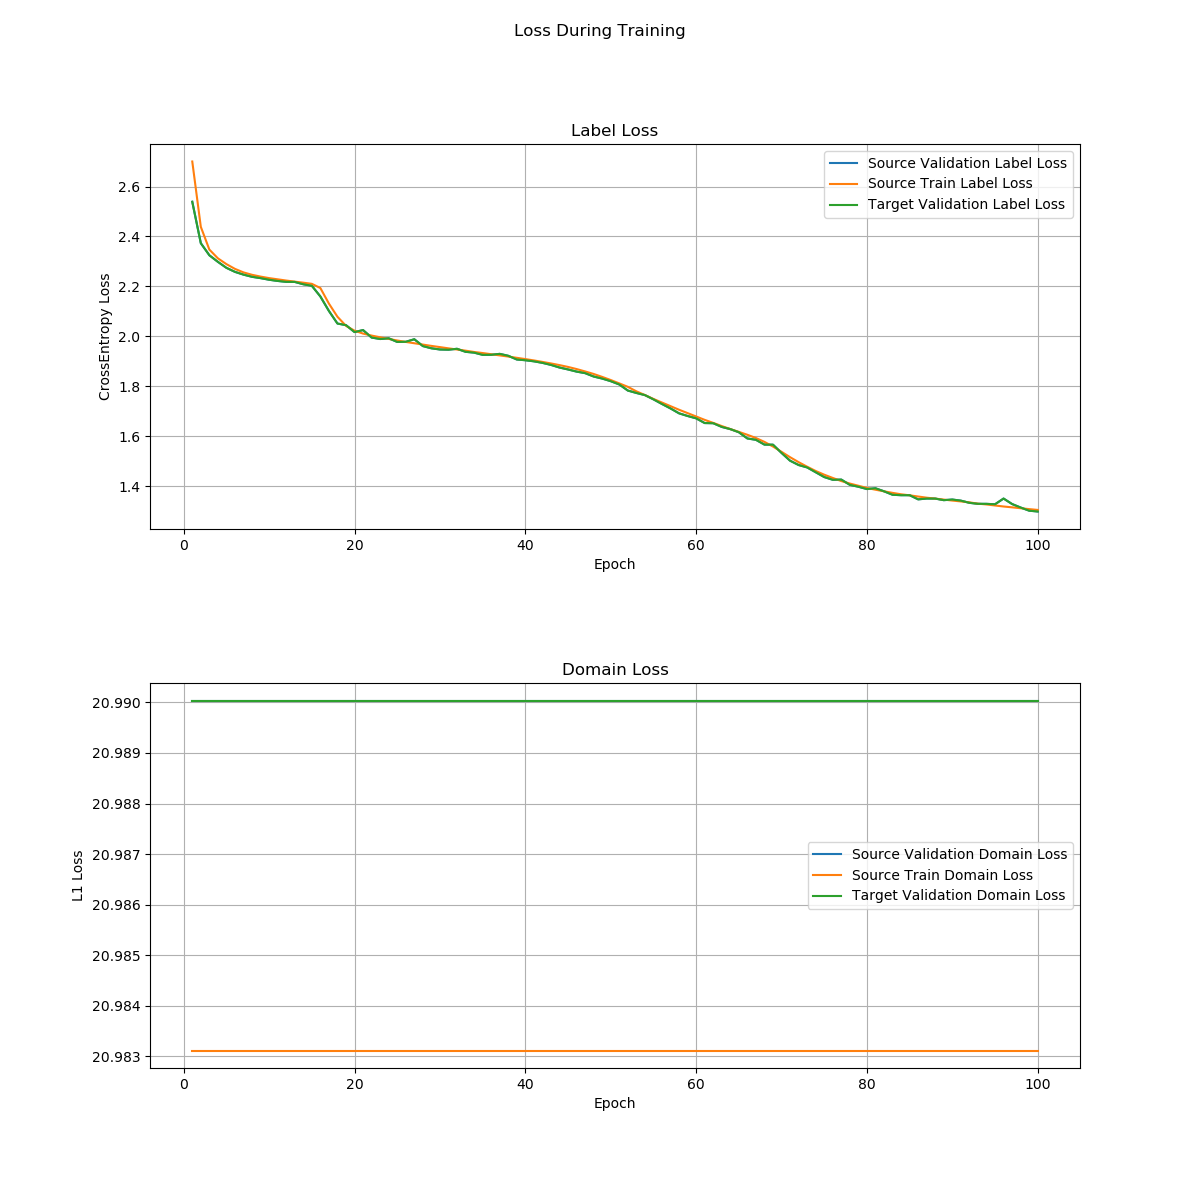 Loss During Training
Label Loss
CrossEntropy Loss
2.6
2.4
2.2
2.0
1.8
1.6
1.4
Source Validation Label Loss
Source Train Label Loss
Target Validation Label Loss
0 20 40 60 80 100
Epoch
Domain Loss
L1 Loss
20.990
20.989
20.988
20.987
20.986
20.985
20.984
20.983
Source Validation Domain Loss
Source Train Domain Loss
Target Validation Domain Loss
0 20 40 60 80 100
Epoch